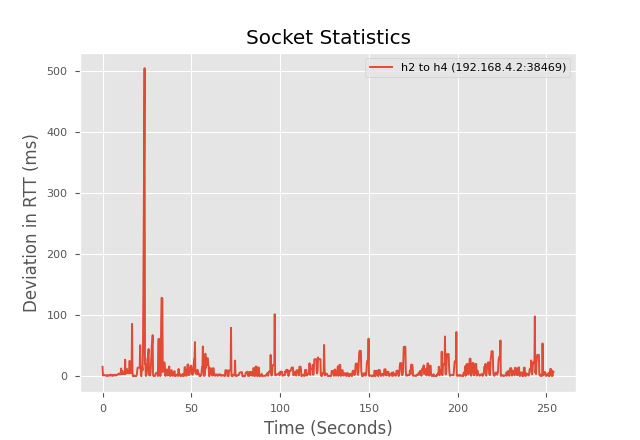 Socket Statistics
h2 to h4 (192.168.4.2:38469)
Deviation in RTT (ms)
500
400
300
200
100
0
0 50 100 150 200 250
Time (Seconds)